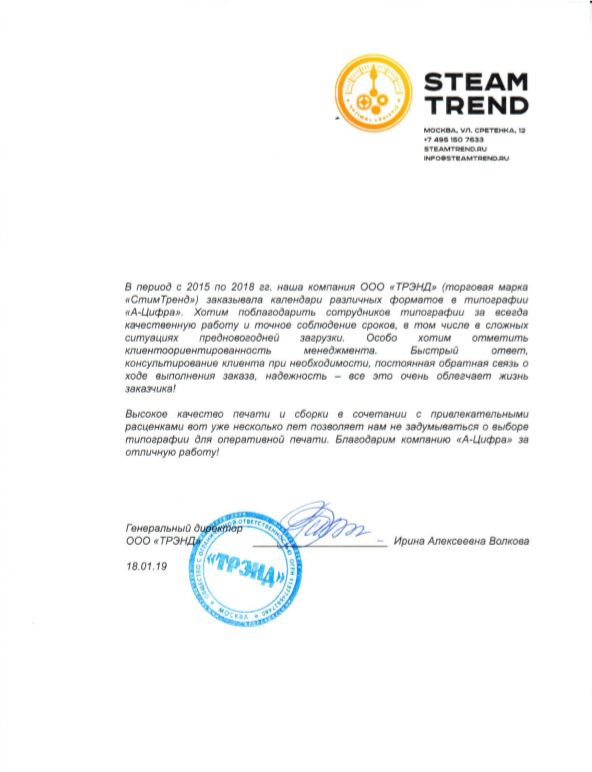 STEAM
TREND
МОСКВА, УЛ. СРЕТЕНКА, 12
+7 495 150 7633
STEAMTREND.RU
INFO@STEAMTREND.RU
В период с 2015 по 2018 гг. наша компания ООО «ТРЭНД» (торговая марка
«СтимТренд») заказывала календари различных форматов в типографии
«А-Цифра». Хотим поблагодарить сотрудников типографии за всегда
качественную работу и точное соблюдение сроков, в том числе в сложных
ситуациях предновогодней загрузки. Особо хотим отметить
клиентоориентированность менеджмента. Быстрый ответ,
консультирование клиента при необходимости, постоянная обратная связь о
ходе выполнения заказа, надежность – все это очень облегчает жизнь
заказчика!
Высокое качество печати и сборки в сочетании с привлекательными
расценками вот уже несколько лет позволяет нам не задумываться о выборе
типографии для оперативной печати. Благодарим компанию «А-Цифра» за
отличную работу!
Генеральный директор
ООО «ТРЭНД»
Ирина Алексеевна Волкова
18.01.19
ОБЩЕСТВО С ОГРАНИЧЕННОЙ ОТВЕТСТВЕННОСТЬЮ ОГРН
«ТРЭНД»
МОСКВА